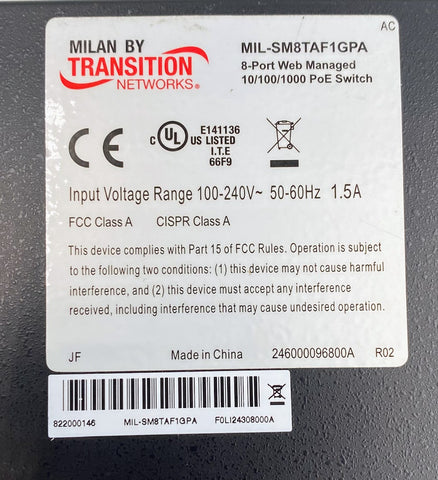 AC
MILAN BY
TRANSITION
NETWORKS®
MIL-SM8TAF1GPA
8-Port Web Managed
10/100/1000 PoE Switch
CE
C UL US LISTED
E141136
I.T.E
66F9
Input Voltage Range 100-240V~ 50-60Hz 1.5A
FCC Class A CISPR Class A
This device complies with Part 15 of FCC Rules. Operation is subject
to the following two conditions: (1) this device may not cause harmful
interference, and (2) this device must accept any interference
received, including interference that may cause undesired operation.
JF Made in China 246000096800A R02
822000146 MIL-SM8TAF1GPA F0LI24308000A